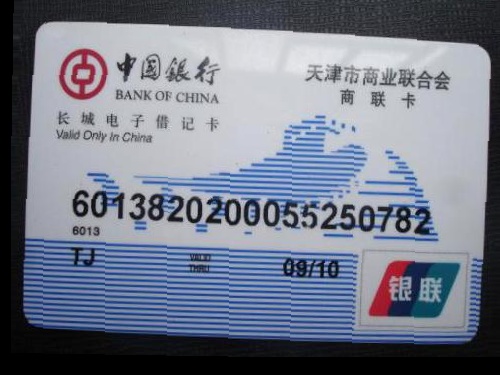 中国银行
BANK OF CHINA
天津市商业联合会
商联卡
长城电子借记卡
Valid Only in China
6013820200055250782
6013
TJ
VALID
THRU
09/10
银联